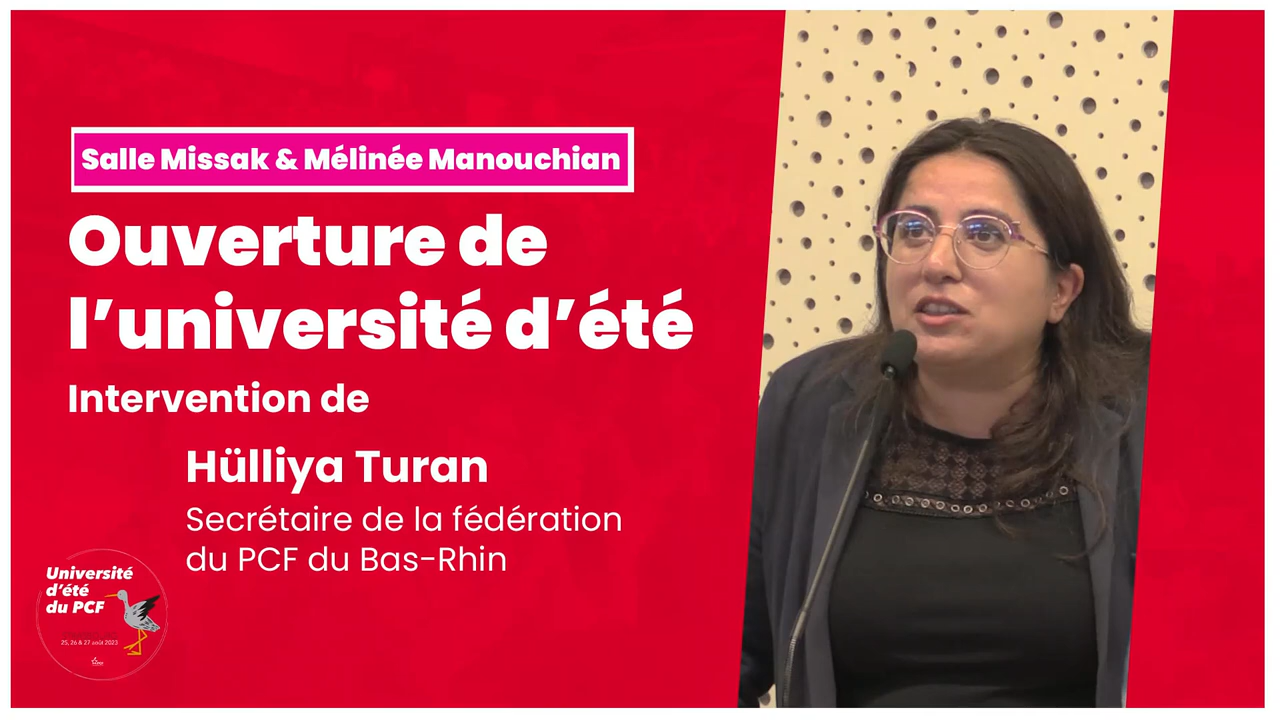 Salle Missak & Mélinée Manouchian
Ouverture de
l’université d’été
Intervention de
Hülliya Turan
Secrétaire de la fédération
du PCF du Bas-Rhin
Université
d’été
du PCF
25, 26 & 27 août 2023